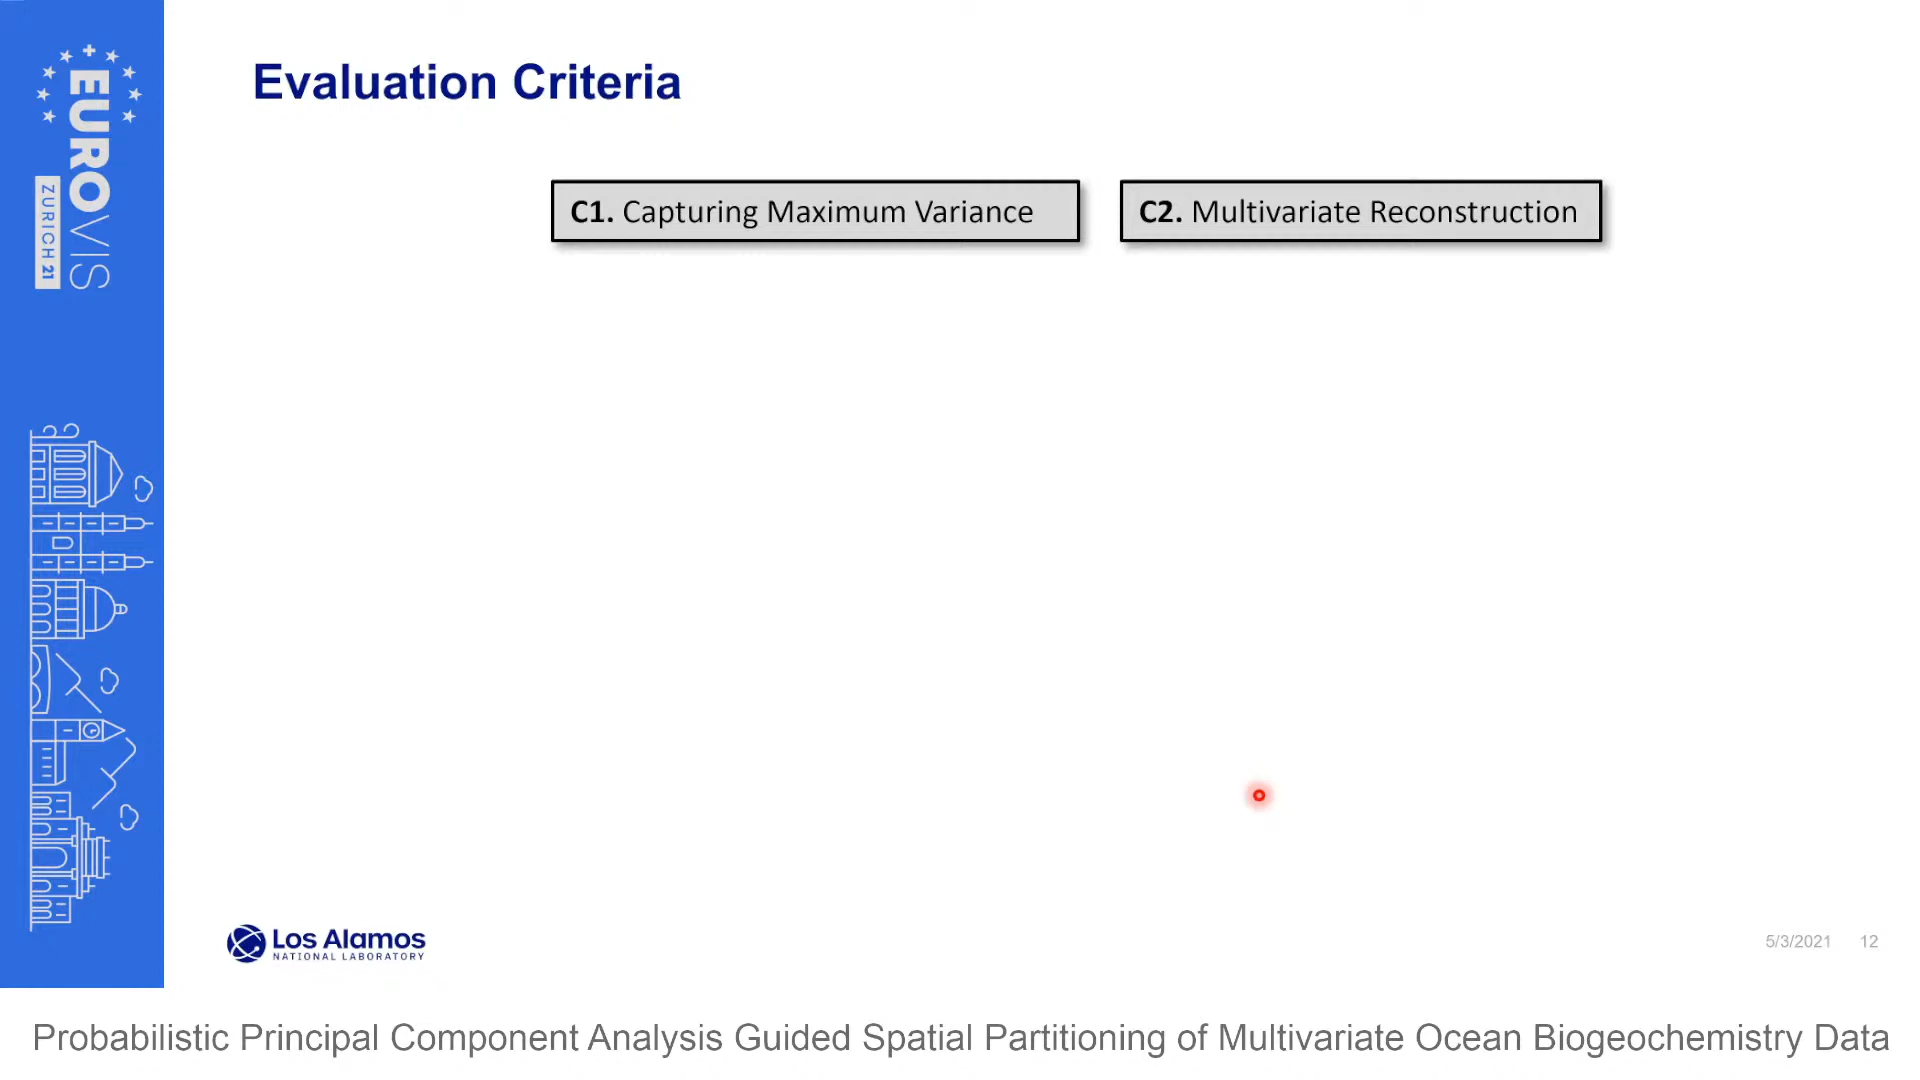 EUROVIS
ZURICH 21
Evaluation Criteria
C1. Capturing Maximum Variance
C2. Multivariate Reconstruction
Los Alamos
NATIONAL LABORATORY
5/3/2021 12
Probabilistic Principal Component Analysis Guided Spatial Partitioning of Multivariate Ocean Biogeochemistry Data